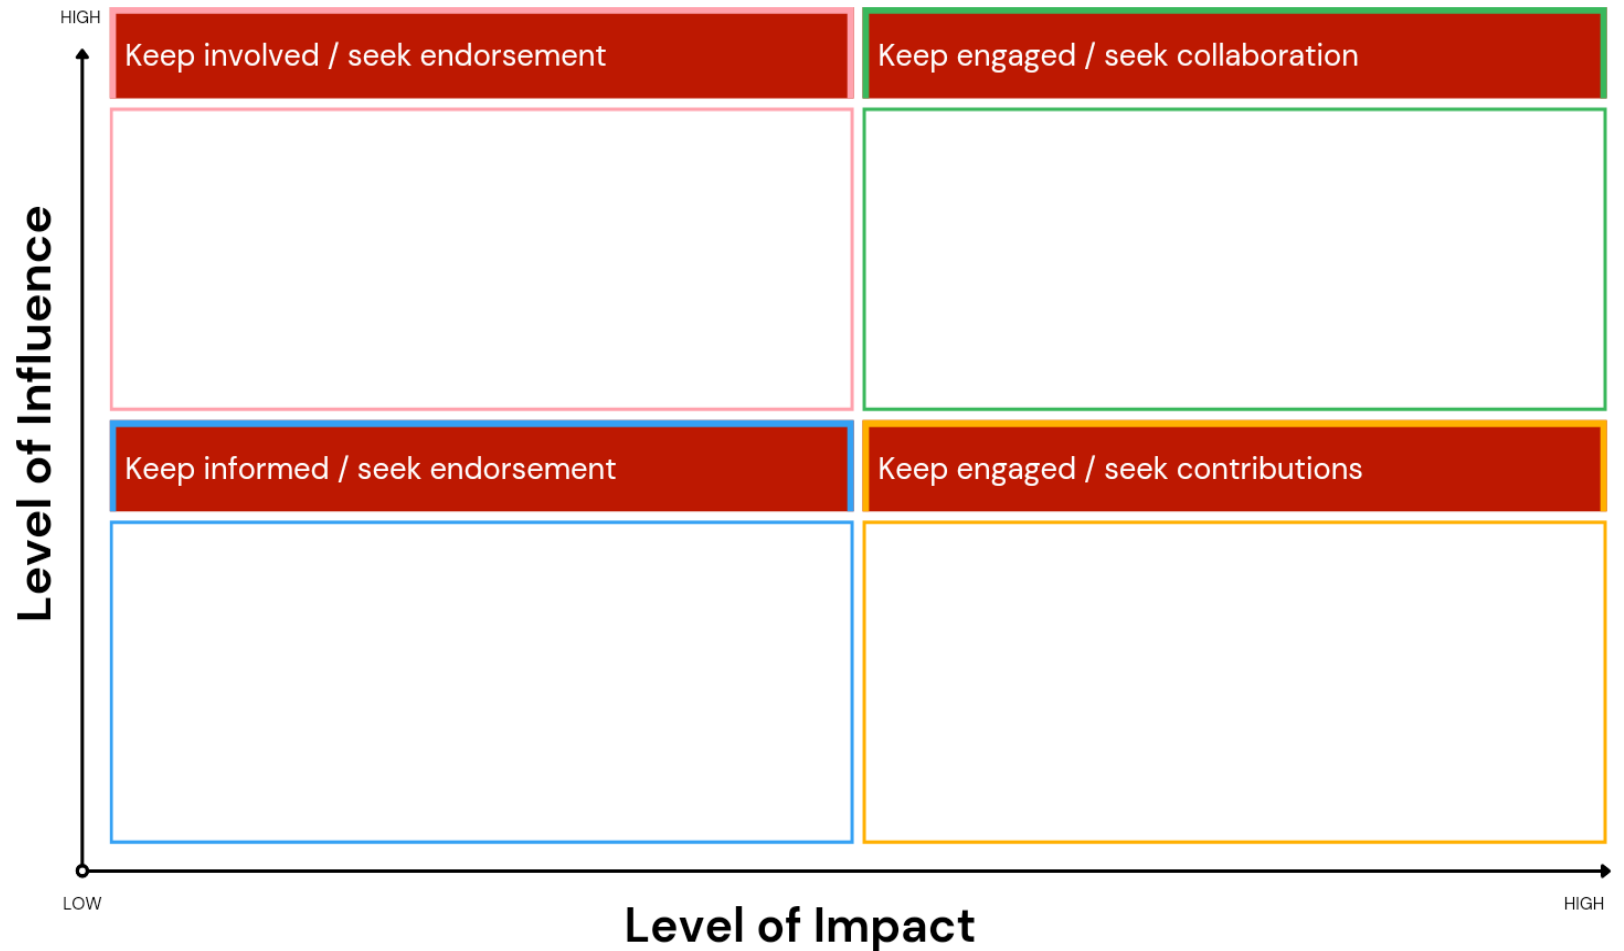 HIGH
Keep involved / seek endorsement
Keep engaged / seek collaboration
Level of Influence
Keep informed / seek endorsement
Keep engaged / seek contributions
LOW
HIGH
Level of Impact